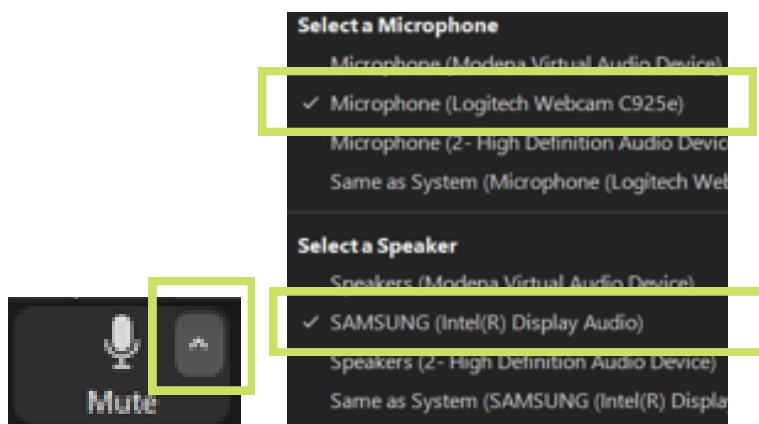 Select a Microphone
Microphone (Modena Virtual Audio Device)
✓ Microphone (Logitech Webcam C925e)
Microphone (2- High Definition Audio Devic
Same as System (Microphone (Logitech Web
Select a Speaker
Speakers (Modena Virtual Audio Device)
✓ SAMSUNG (Intel(R) Display Audio)
Speakers (2- High Definition Audio Device)
Same as System (SAMSUNG (Intel(R) Displa
Mute